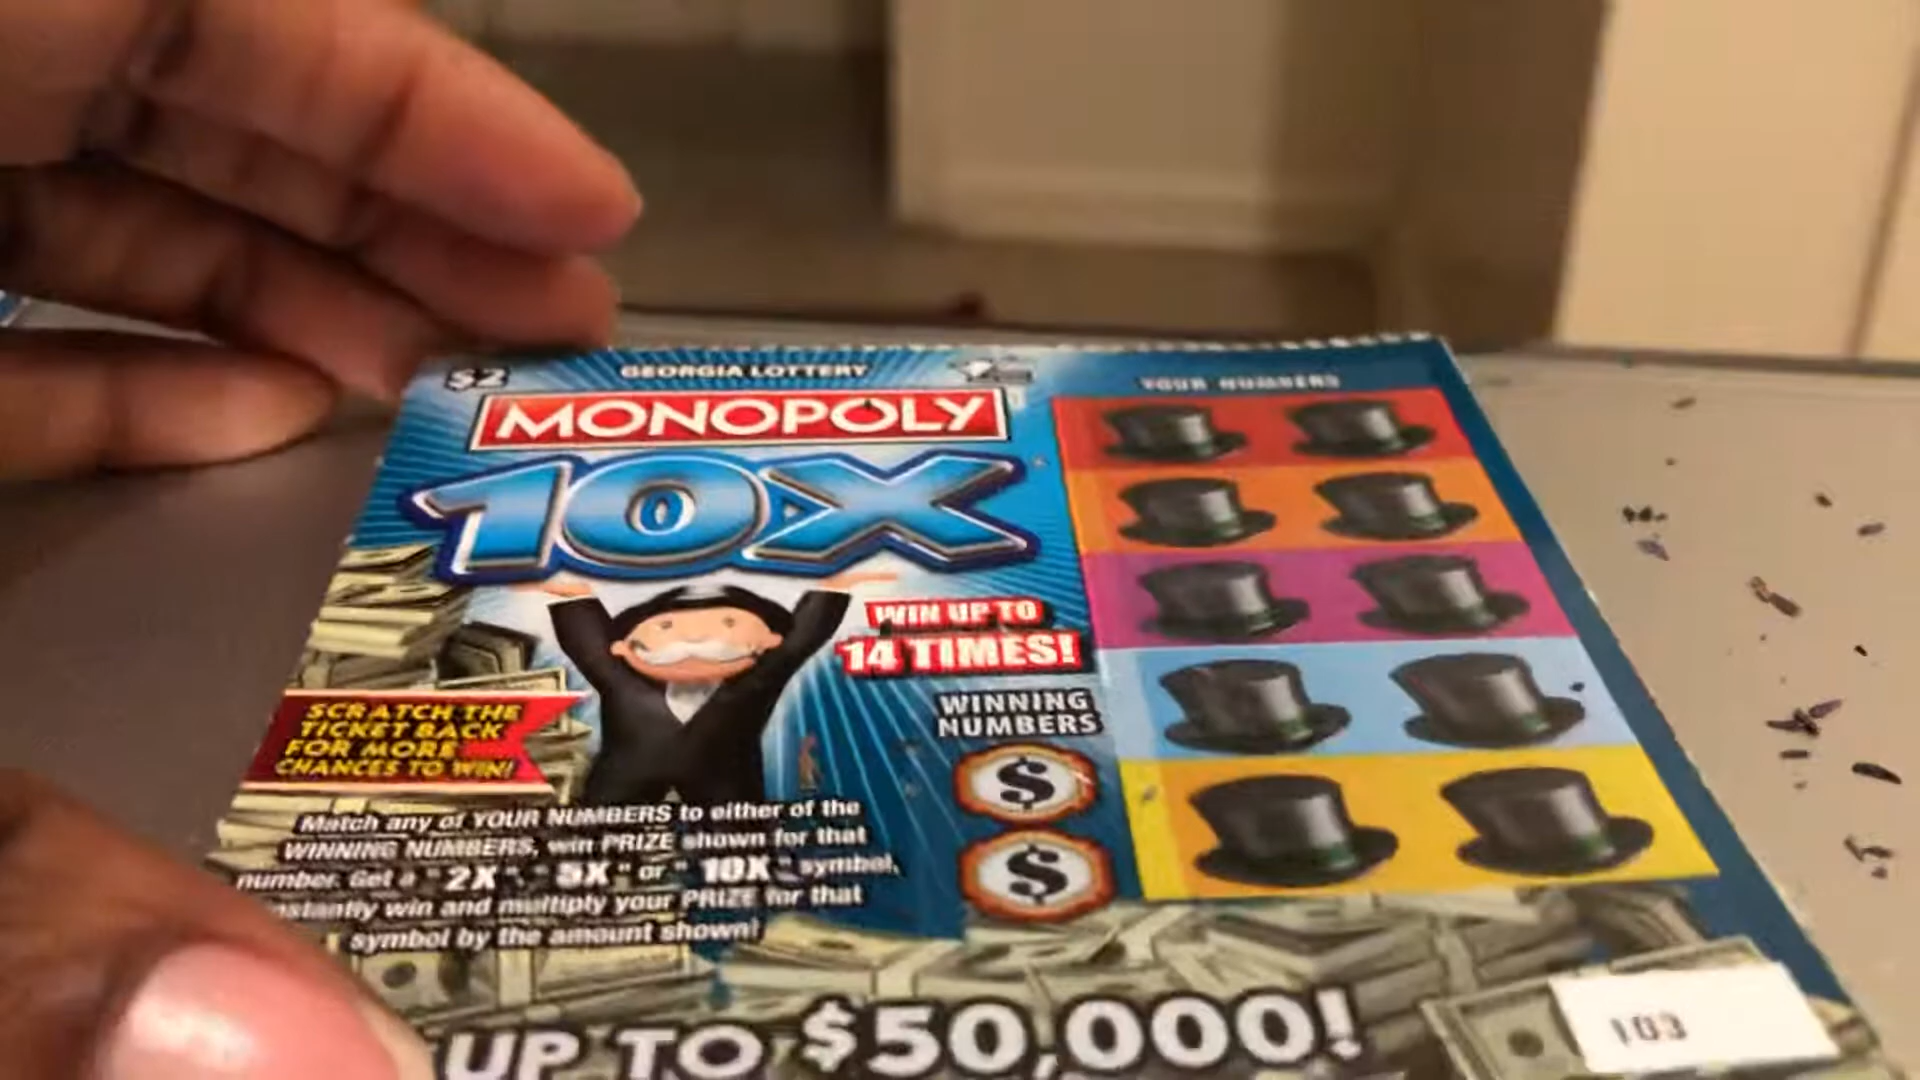 $2
GEORGIA LOTTERY
MONOPOLY
10X
WIN UP TO
14 TIMES!
SCRATCH THE
TICKET BACK
FOR MORE
CHANCES TO WIN!
WINNING
NUMBERS
$
$
Match any of YOUR NUMBERS to either of the
WINNING NUMBERS, win PRIZE shown for that
number. Get a "2X", "5X" or "10X" symbol,
instantly win and multiply your PRIZE for that
symbol by the amount shown!
YOUR NUMBERS
UP TO $50,000!
103